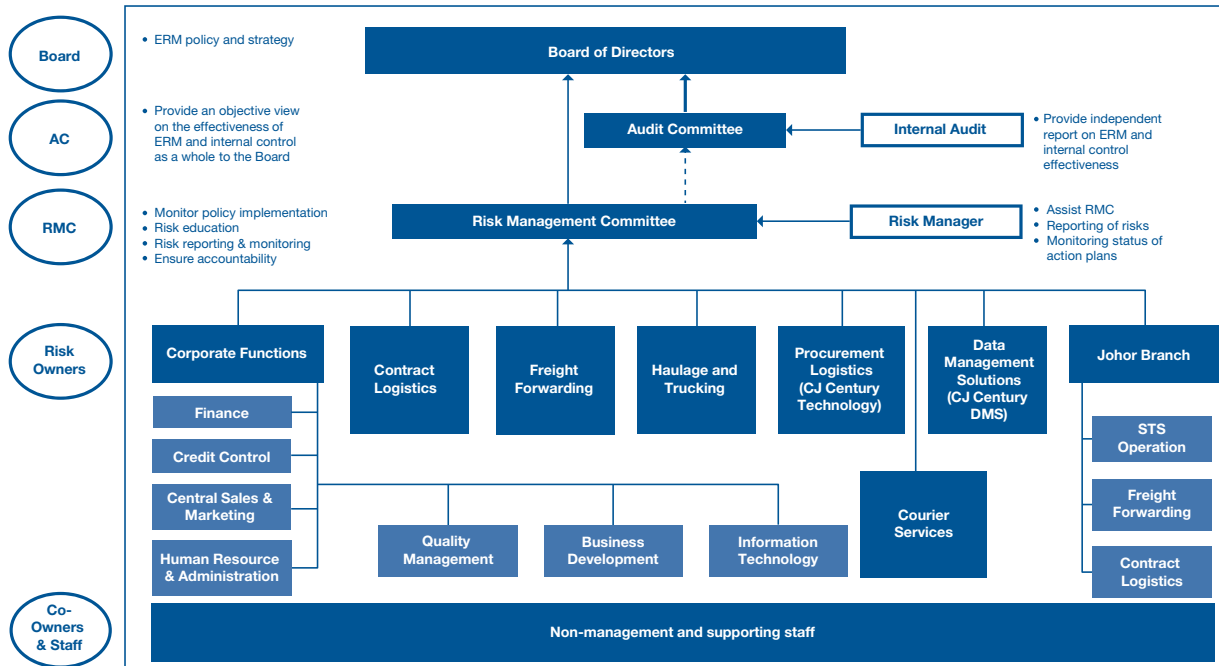 Board
• ERM policy and strategy
Board of Directors
AC
• Provide an objective view
on the effectiveness of
ERM and internal control
as a whole to the Board
Audit Committee
Internal Audit
• Provide independent
report on ERM and
internal control
effectiveness
RMC
• Monitor policy implementation
• Risk education
• Risk reporting & monitoring
• Ensure accountability
Risk Management Committee
Risk Manager
• Assist RMC
• Reporting of risks
• Monitoring status of
action plans
Risk
Owners
Corporate Functions
Contract
Logistics
Freight
Forwarding
Haulage and
Trucking
Procurement
Logistics
(CJ Century
Technology)
Data
Management
Solutions
(CJ Century
DMS)
Johor Branch
Finance
Credit Control
Central Sales &
Marketing
Human Resource
& Administration
Quality
Management
Business
Development
Information
Technology
Courier
Services
STS
Operation
Freight
Forwarding
Contract
Logistics
Co-
Owners
& Staff
Non-management and supporting staff